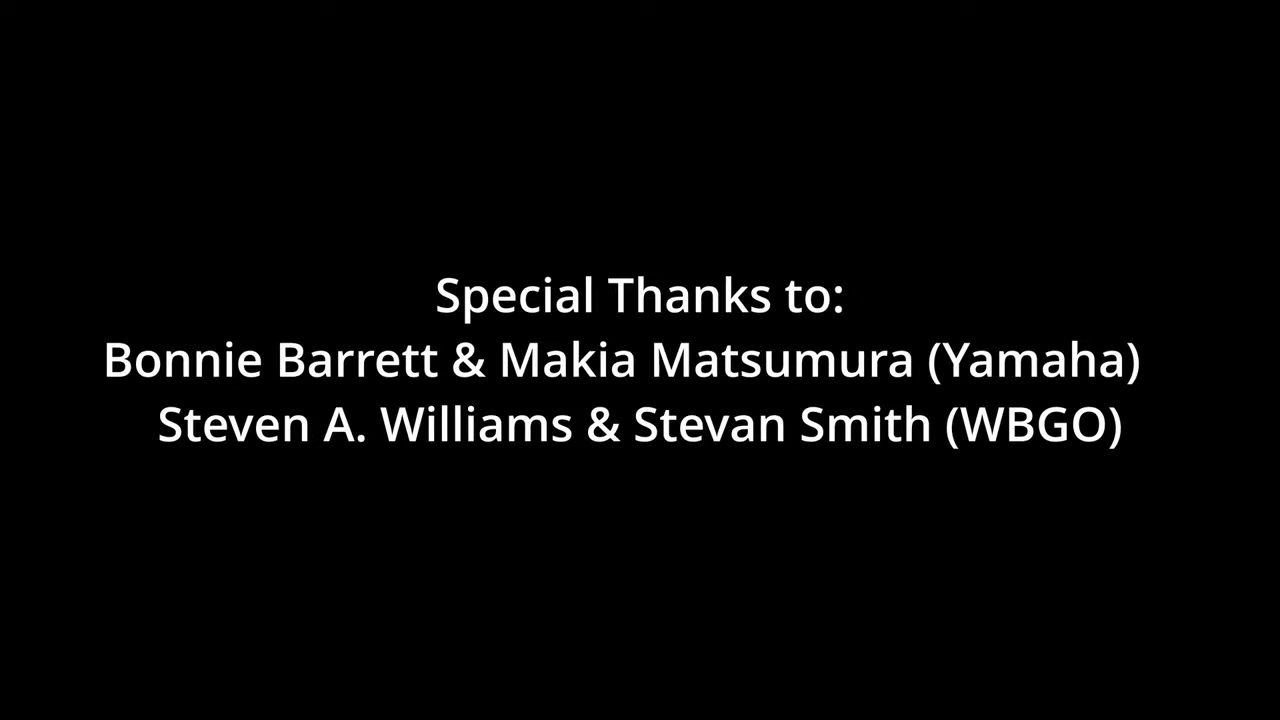 Special Thanks to:
Bonnie Barrett & Makia Matsumura (Yamaha)
Steven A. Williams & Stevan Smith (WBGO)